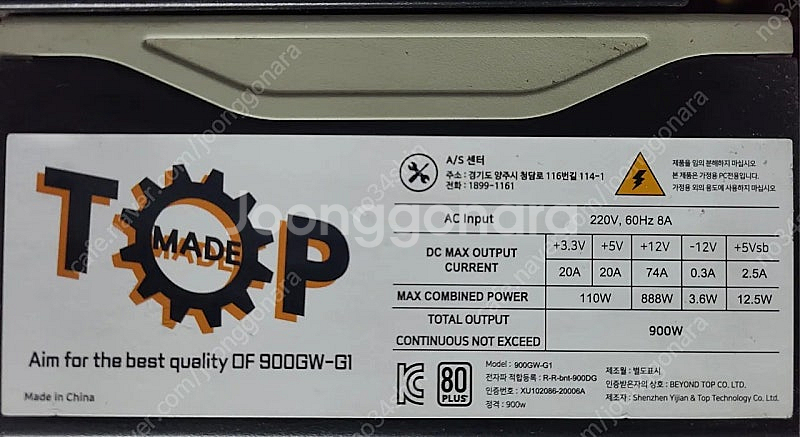 TOP
MADE
Aim for the best quality OF 900GW-G1
Made in China
A/S 센터
주소 : 경기도 양주시 청담로 116번길 114-1
전화 : 1899-1161
제품을 임의 분해하지 마십시오
본 제품은 가정용 PC전용입니다.
가정용 외의 용도에 사용하지 마십시오
AC Input 220V, 60Hz 8A
DC MAX OUTPUT CURRENT
+3.3V +5V +12V -12V +5Vsb
20A 20A 74A 0.3A 2.5A
MAX COMBINED POWER 110W 888W 3.6W 12.5W
TOTAL OUTPUT
CONTINUOUS NOT EXCEED 900W
80
PLUS
Model : 900GW-G1
전자파 적합등록 : R-R-bnt-900DG
인증번호 : XU102086-20006A
정격 : 900w
제조월 : 별도표시
인증받은자의 상호 : BEYOND TOP CO. LTD.
제조자 : Shenzhen Yijian & Top Technology Co. Ltd.
Joonggonara
cafe.naver.com/joonggonara
no34se